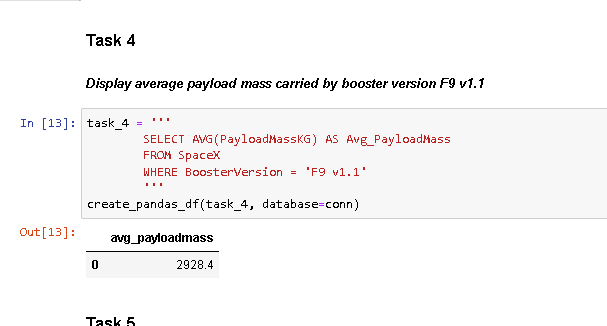 Task 4
Display average payload mass carried by booster version F9 v1.1
In [13]: task_4 = '''
SELECT AVG(PayloadMassKG) AS Avg_PayloadMass
FROM SpaceX
WHERE BoosterVersion = 'F9 v1.1'
'''
create_pandas_df(task_4, database=conn)
Out[13]:
avg_payloadmass
0 2928.4
Task 5